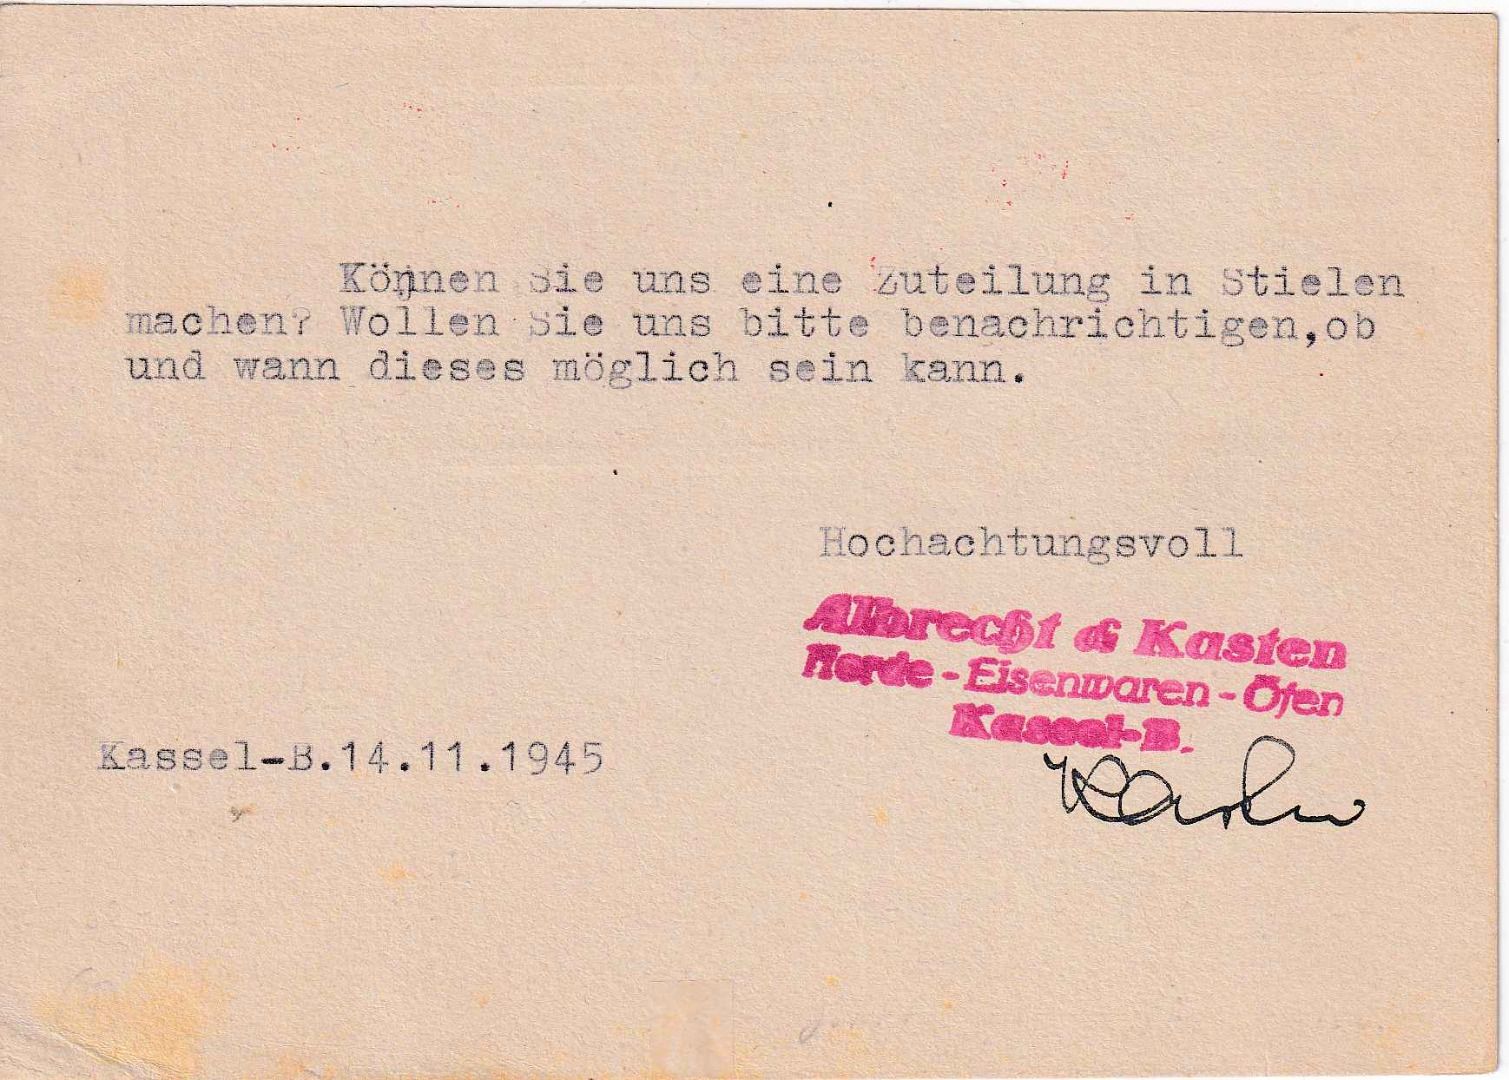 Können Sie uns eine Zuteilung in Stielen
machen? Wollen Sie uns bitte benachrichtigen,ob
und wann dieses möglich sein kann.
Hochachtungsvoll
Albrecht & Kasten
Herde - Eisenwaren - Öfen
Kassel-B.
Kassel-B.14.11.1945